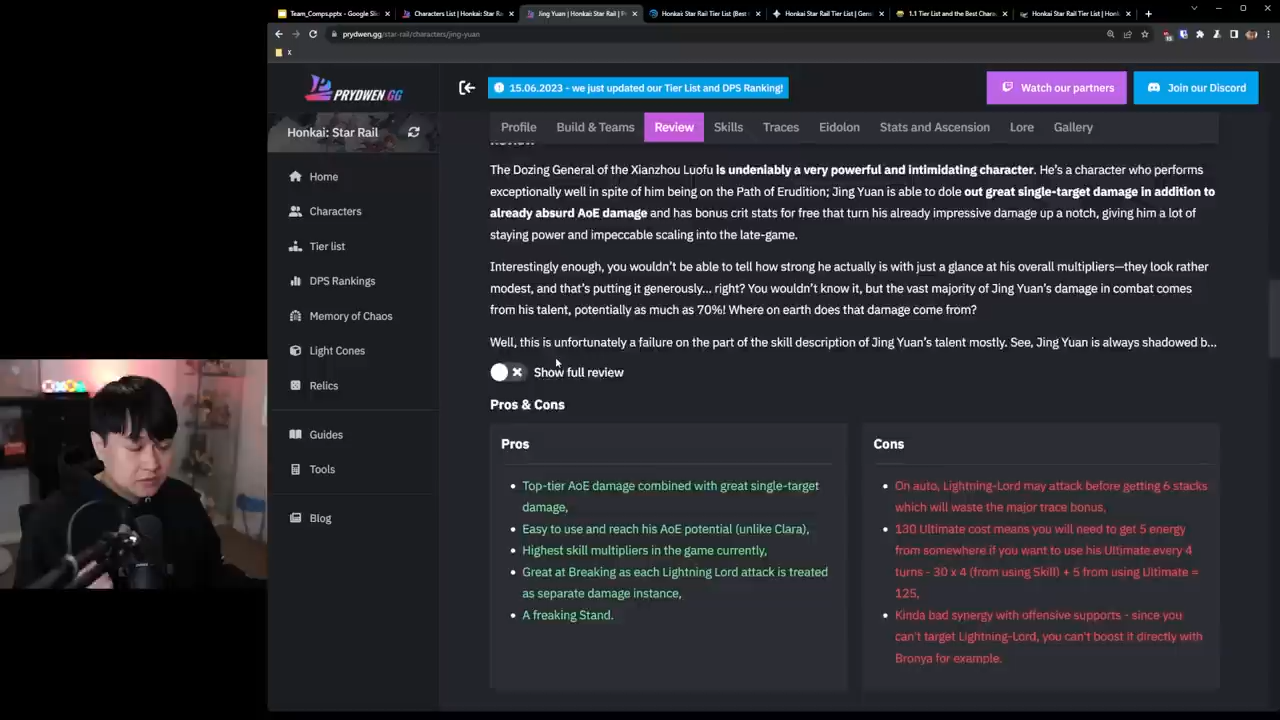 Team_Comps.pptx - Google Sli
Characters List | Honkai: Star Ra
Jing Yuan | Honkai: Star Rail | P
Honkai: Star Rail Tier List (Best
Honkai Star Rail Tier List | Gen
1.1 Tier List and the Best Chara
Honkai Star Rail Tier List | Honk
prydwen.gg/star-rail/characters/jing-yuan
x
PRYDWEN.GG
15.06.2023 - we just updated our Tier List and DPS Ranking!
Watch our partners
Join our Discord
Honkai: Star Rail
Profile
Build & Teams
Review
Skills
Traces
Eidolon
Stats and Ascension
Lore
Gallery
Home
Characters
Tier list
DPS Rankings
Memory of Chaos
Light Cones
Relics
Guides
Tools
Blog
Review
The Dozing General of the Xianzhou Luofu is undeniably a very powerful and intimidating character. He's a character who performs
exceptionally well in spite of him being on the Path of Erudition; Jing Yuan is able to dole out great single-target damage in addition to
already absurd AoE damage and has bonus crit stats for free that turn his already impressive damage up a notch, giving him a lot of
staying power and impeccable scaling into the late-game.
Interestingly enough, you wouldn't be able to tell how strong he actually is with just a glance at his overall multipliers—they look rather
modest, and that's putting it generously... right? You wouldn't know it, but the vast majority of Jing Yuan's damage in combat comes
from his talent, potentially as much as 70%! Where on earth does that damage come from?
Well, this is unfortunately a failure on the part of the skill description of Jing Yuan's talent mostly. See, Jing Yuan is always shadowed b...
Show full review
Pros & Cons
Pros
Top-tier AoE damage combined with great single-target
damage,
Easy to use and reach his AoE potential (unlike Clara),
Highest skill multipliers in the game currently,
Great at Breaking as each Lightning Lord attack is treated
as separate damage instance,
A freaking Stand.
Cons
On auto, Lightning-Lord may attack before getting 6 stacks
which will waste the major trace bonus,
130 Ultimate cost means you will need to get 5 energy
from somewhere if you want to use his Ultimate every 4
turns - 30 x 4 (from using Skill) + 5 from using Ultimate =
125,
Kinda bad synergy with offensive supports - since you
can't target Lightning-Lord, you can't boost it directly with
Bronya for example.